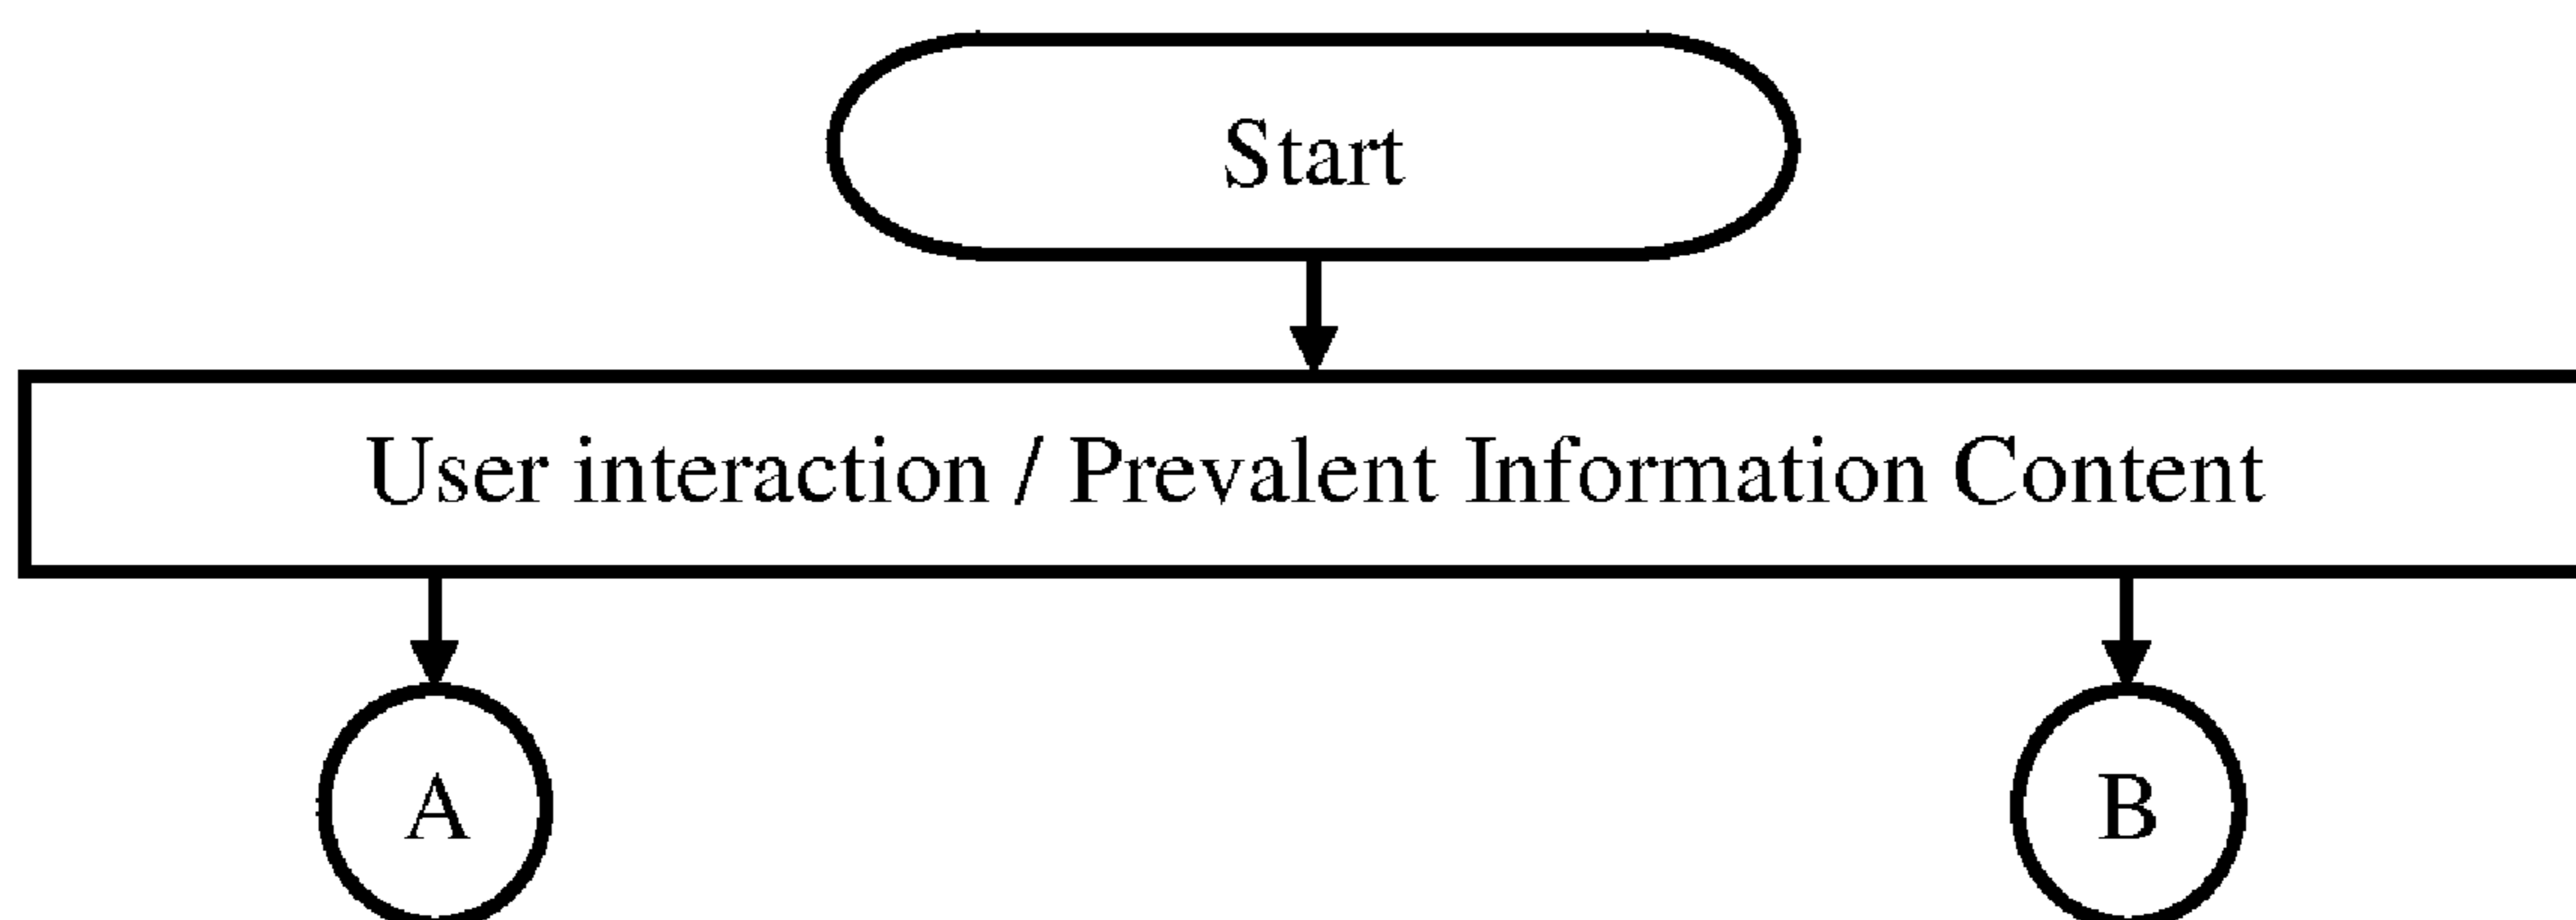 Start
User interaction / Prevalent Information Content
A
B